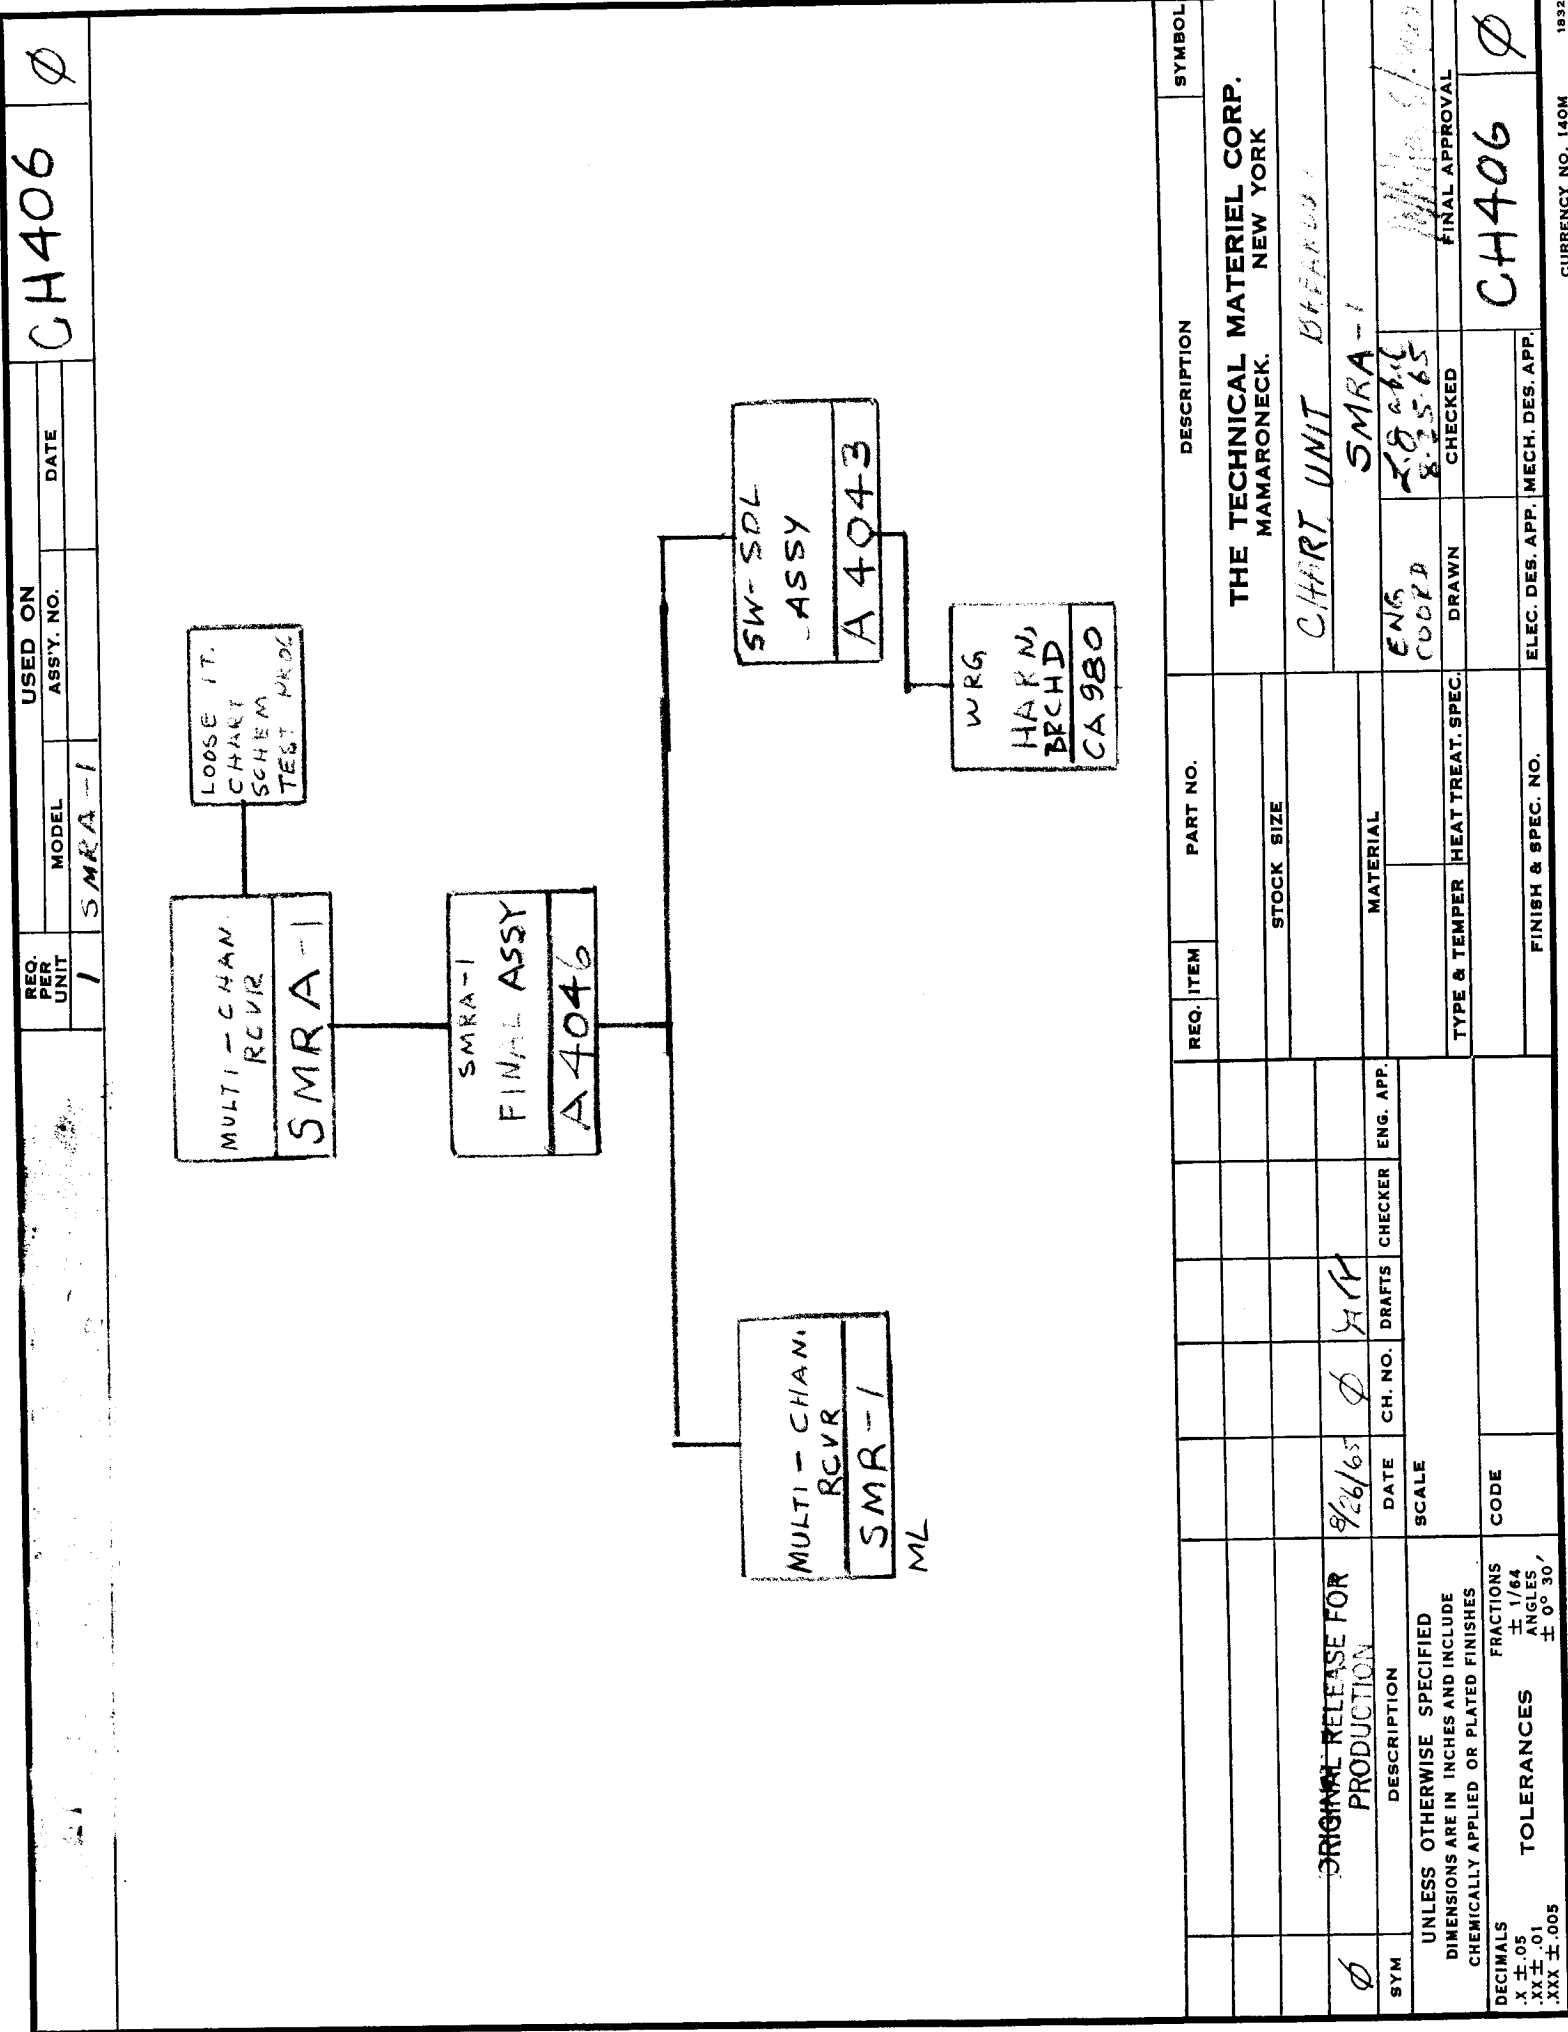 USED ON
REQ. PER UNIT
MODEL
ASS'Y. NO.
DATE
CH406
Ø
1
SMRA-1
MULTI-CHAN
RCVR
SMRA-1
LOOSE IT.
CHART
SCHEM
TEST PROC
SMRA-1
FINAL ASSY
A4046
MULTI-CHAN.
RCVR
SMR-1
ML
SW-SDL
ASSY
A4043
WRG
HARN,
BRCHD
CA980
REQ.
ITEM
PART NO.
DESCRIPTION
SYMBOL
THE TECHNICAL MATERIEL CORP.
MAMARONECK. NEW YORK
STOCK SIZE
CHART UNIT
SMRA-1
MATERIAL
ENG
COORD
8-25-65
TYPE & TEMPER
HEAT TREAT. SPEC.
DRAWN
CHECKED
FINAL APPROVAL
FINISH & SPEC. NO.
ELEC. DES. APP.
MECH. DES. APP.
CH406
Ø
Ø
ORIGINAL RELEASE FOR
PRODUCTION
8/26/65
Ø
SYM
DESCRIPTION
DATE
CH. NO.
DRAFTS
CHECKER
ENG. APP.
UNLESS OTHERWISE SPECIFIED
DIMENSIONS ARE IN INCHES AND INCLUDE
CHEMICALLY APPLIED OR PLATED FINISHES
SCALE
DECIMALS
.X ± .05
.XX ± .01
.XXX ± .005
TOLERANCES
FRACTIONS
± 1/64
ANGLES
± 0° 30'
CODE
CURRENCY NO. 140M 1832